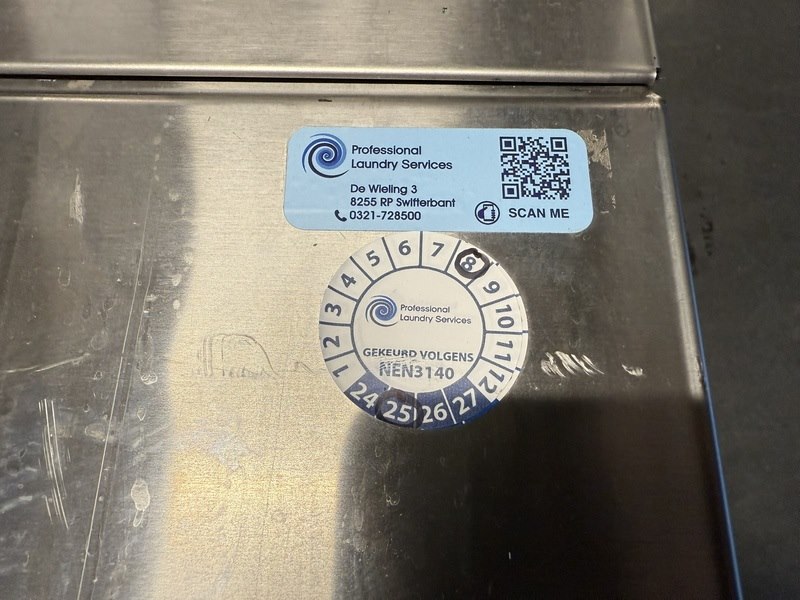 Professional
Laundry Services
De Wieling 3
8255 RP Swifterbant
0321-728500
SCAN ME
1 2 3 4 5 6 7 8 9 10 11 12
Professional
Laundry Services
GEKEURD VOLGENS
NEN3140
24 25 26 27